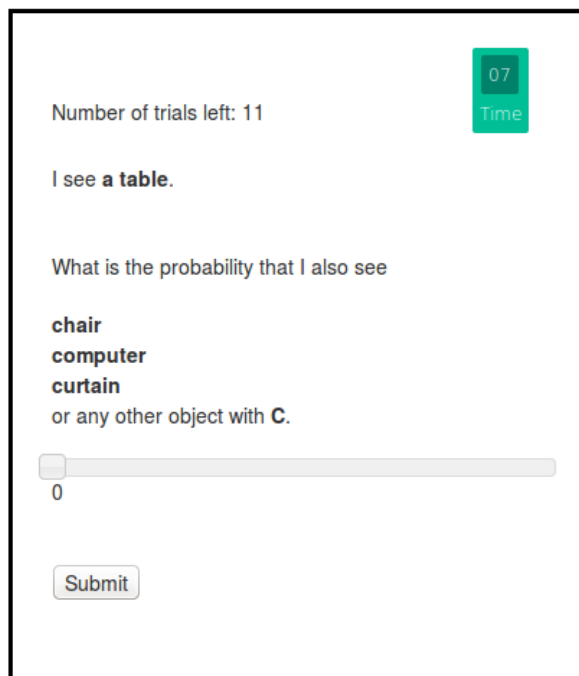 07
Number of trials left: 11
Time
I see a table.
What is the probability that I also see
chair
computer
curtain
or any other object with C.
0
Submit